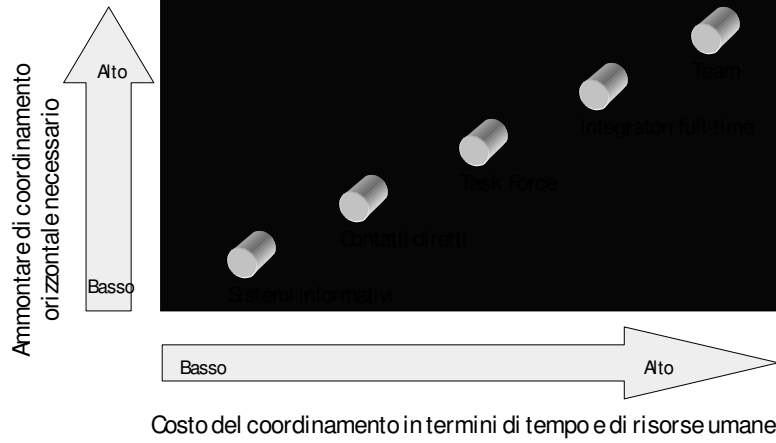 Ammontare di coordinamento
orizzontale necessario
Alto
Basso
Team
Integratori full-time
Task Force
Contatti diretti
Sistemi informativi
Basso
Alto
Costo del coordinamento in termini di tempo e di risorse umane